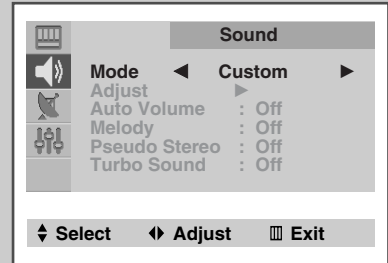 Sound
Mode ◀ Custom ▶
Adjust ▶
Auto Volume : Off
Melody : Off
Pseudo Stereo : Off
Turbo Sound : Off
Select Adjust Exit